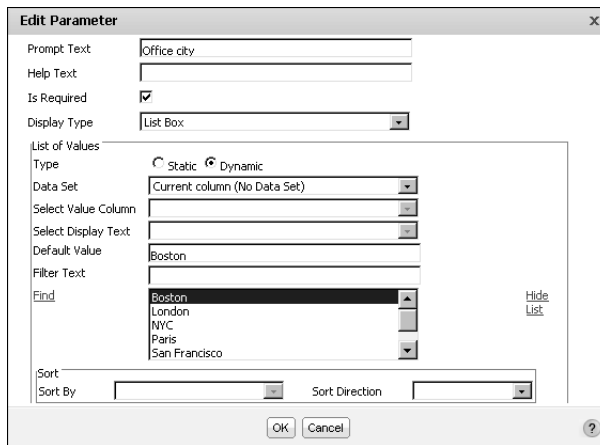 Edit Parameter x
Prompt Text Office city
Help Text
Is Required
Display Type List Box
List of Values
Type Static Dynamic
Data Set Current column (No Data Set)
Select Value Column
Select Display Text
Default Value Boston
Filter Text
Find Boston Hide
London List
NYC
Paris
San Francisco
Sort
Sort By Sort Direction
OK Cancel ?